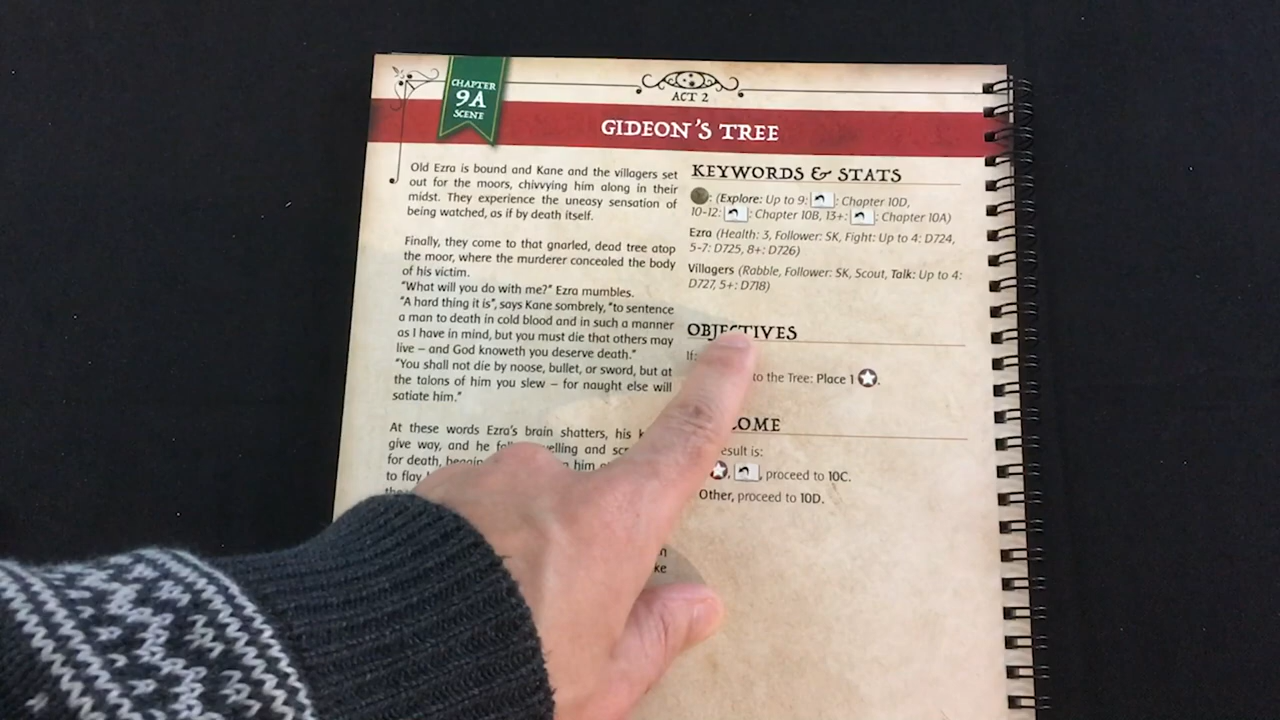 CHAPTER
9A
SCENE
ACT 2
GIDEON'S TREE
Old Ezra is bound and Kane and the villagers set
out for the moors, chivvying him along in their
midst. They experience the uneasy sensation of
being watched, as if by death itself.
Finally, they come to that gnarled, dead tree atop
the moor, where the murderer concealed the body
of his victim.
"What will you do with me?" Ezra mumbles.
"A hard thing it is", says Kane sombrely, "to sentence
a man to death in cold blood and in such a manner
as I have in mind, but you must die that others may
live – and God knoweth you deserve death."
"You shall not die by noose, bullet, or sword, but at
the talons of him you slew – for naught else will
satiate him."
At these words Ezra's brain shatters, his
give way, and he
for death, him
to flay
KEYWORDS & STATS
: (Explore: Up to 9: : Chapter 10D,
10-12: : Chapter 10B, 13+: : Chapter 10A)
Ezra (Health: 3, Follower: SK, Fight: Up to 4: D724,
5-7: D725, 8+: D726)
Villagers (Rabble, Follower: SK, Scout, Talk: Up to 4:
D727, 5+: D718)
OBJECTIVES
If:
to the Tree: Place 1 .
COME
esult is:
, , proceed to 10C.
Other, proceed to 10D.